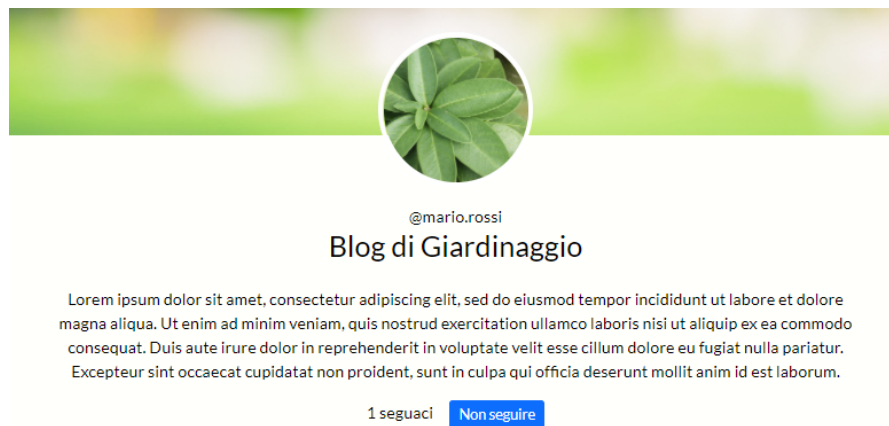 @mario.rossi
Blog di Giardinaggio
Lorem ipsum dolor sit amet, consectetur adipiscing elit, sed do eiusmod tempor incididunt ut labore et dolore
magna aliqua. Ut enim ad minim veniam, quis nostrud exercitation ullamco laboris nisi ut aliquip ex ea commodo
consequat. Duis aute irure dolor in reprehenderit in voluptate velit esse cillum dolore eu fugiat nulla pariatur.
Excepteur sint occaecat cupidatat non proident, sunt in culpa qui officia deserunt mollit anim id est laborum.
1 seguaci Non seguire